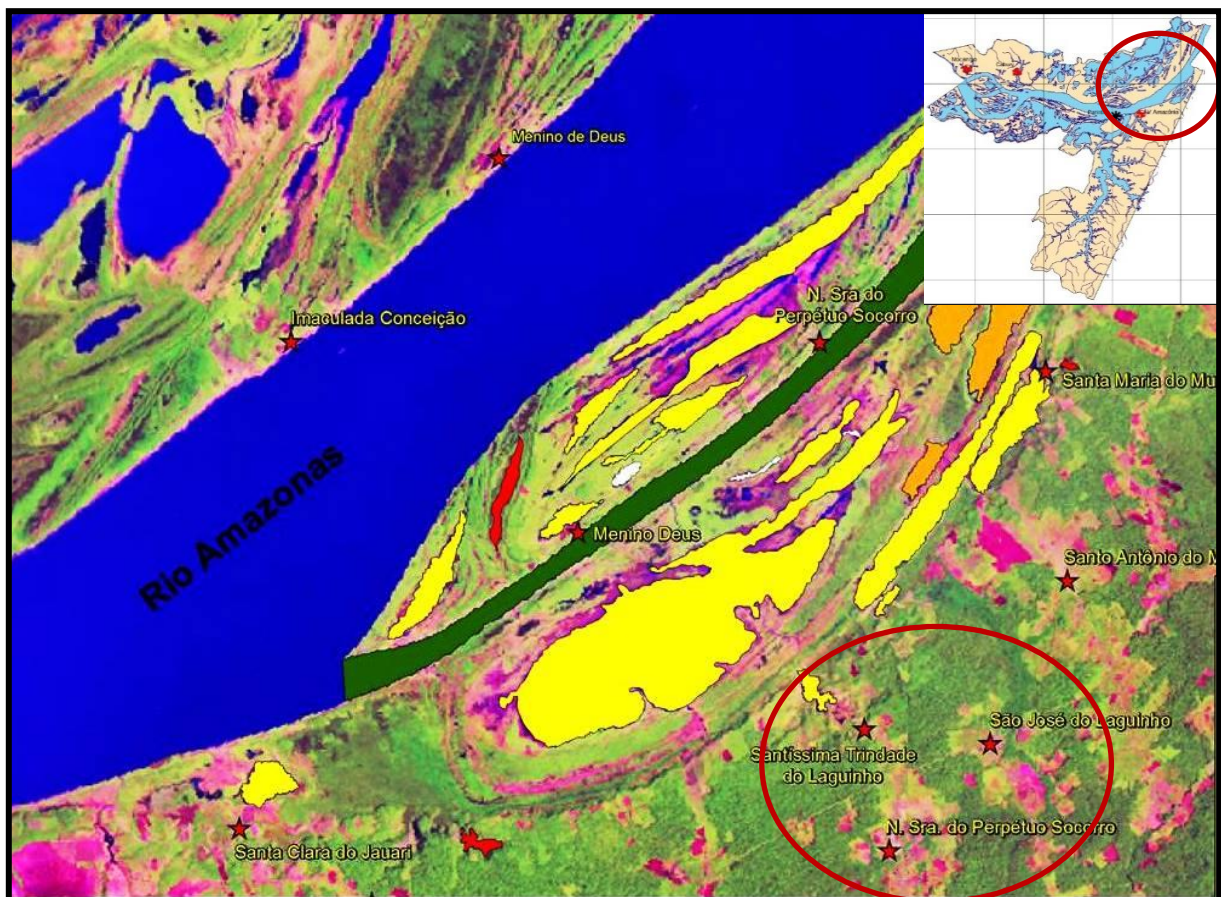 Menino de Deus
Imaculada Conceição
N. Sra do
Perpétuo Socorro
Santa Maria do Mu
Rio Amazonas
Menino Deus
Santo Antônio do M
São José do Laguinho
Santíssima Trindade
do Laguinho
N. Sra. do Perpétuo Socorro
Santa Clara do Jauari